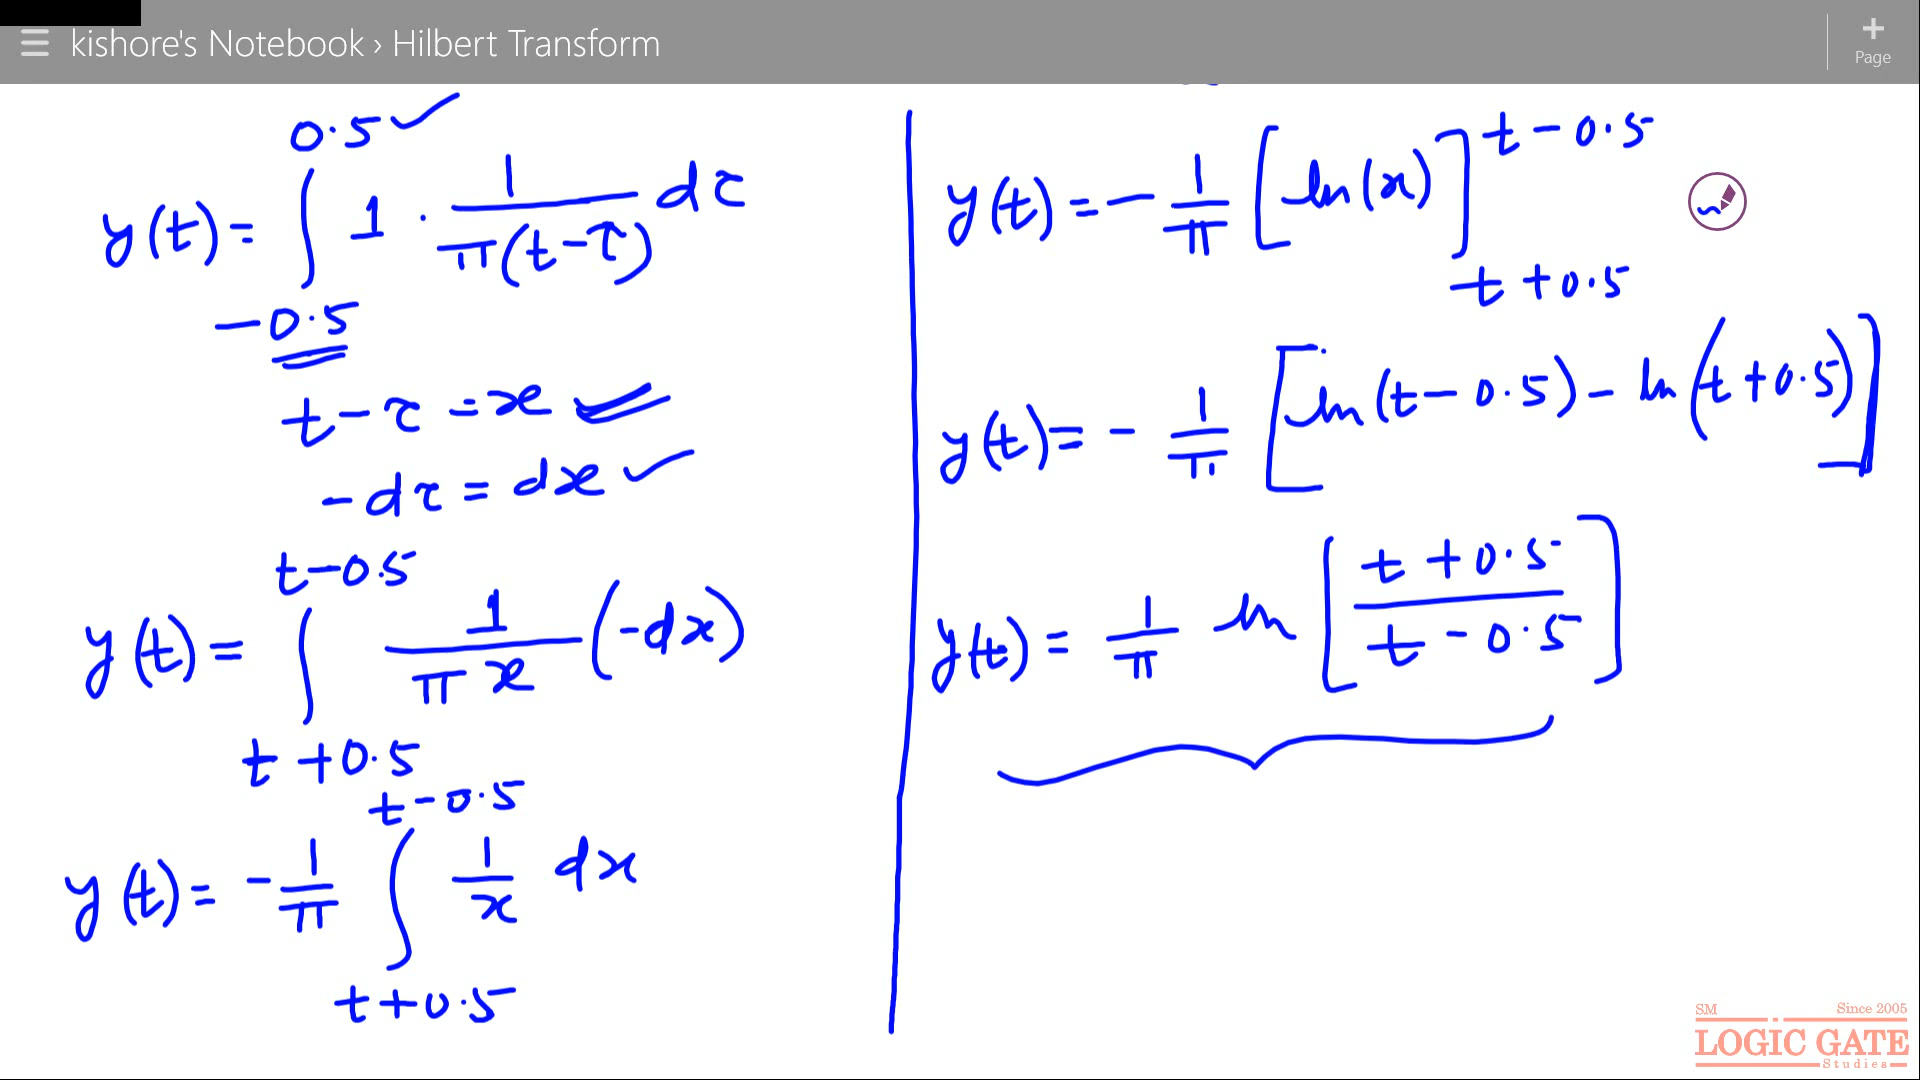 kishore's Notebook › Hilbert Transform
+
Page
0.5 ✓
y(t) = ∫ 1 · 1/(π(t-τ)) dτ
-0.5
t - τ = x ✓
-dτ = dx ✓
t-0.5
y(t) = ∫ 1/(π x) (-dx)
t+0.5
t-0.5
y(t) = -1/π ∫ 1/x dx
t+0.5
y(t) = -1/π [ln(x)] t-0.5
t+0.5
y(t) = -1/π [ln(t-0.5) - ln(t+0.5)]
y(t) = 1/π ln [(t+0.5)/(t-0.5)]
SM Since 2005
LOGIC GATE
Studies